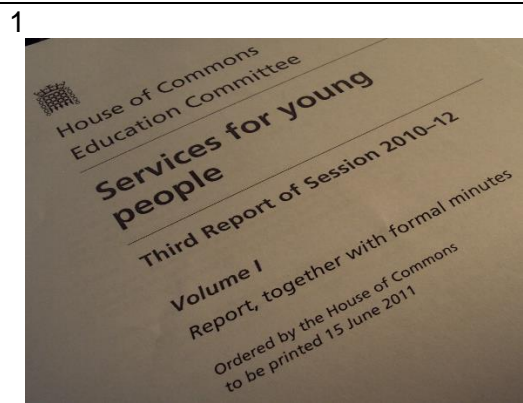 1
House of Commons
Education Committee
Services for young
people
Third Report of Session 2010–12
Volume I
Report, together with formal minutes
Ordered by the House of Commons
to be printed 15 June 2011